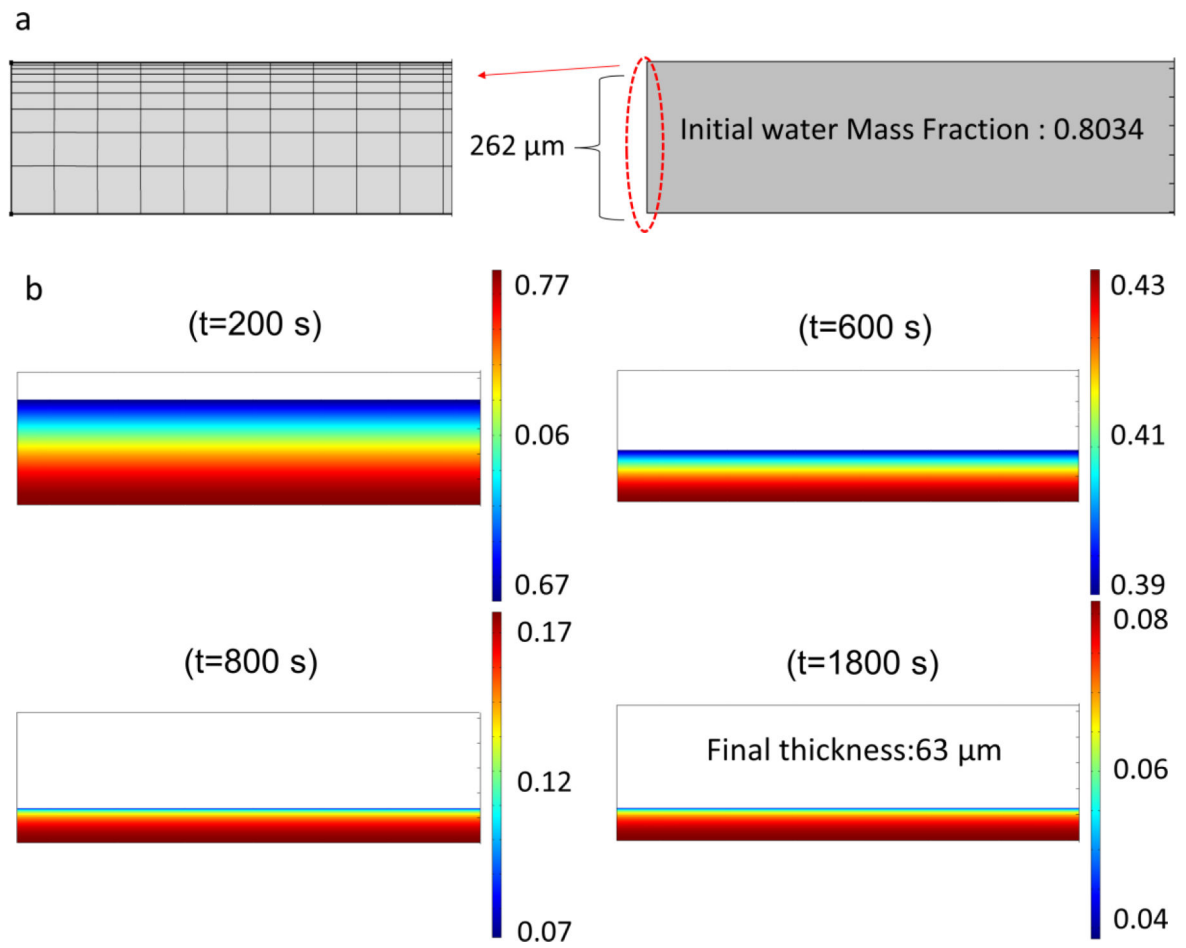 a
262 µm
Initial water Mass Fraction : 0.8034
b
(t=200 s)
0.77
0.06
0.67
(t=600 s)
0.43
0.41
0.39
(t=800 s)
0.17
0.12
0.07
(t=1800 s)
Final thickness:63 µm
0.08
0.06
0.04